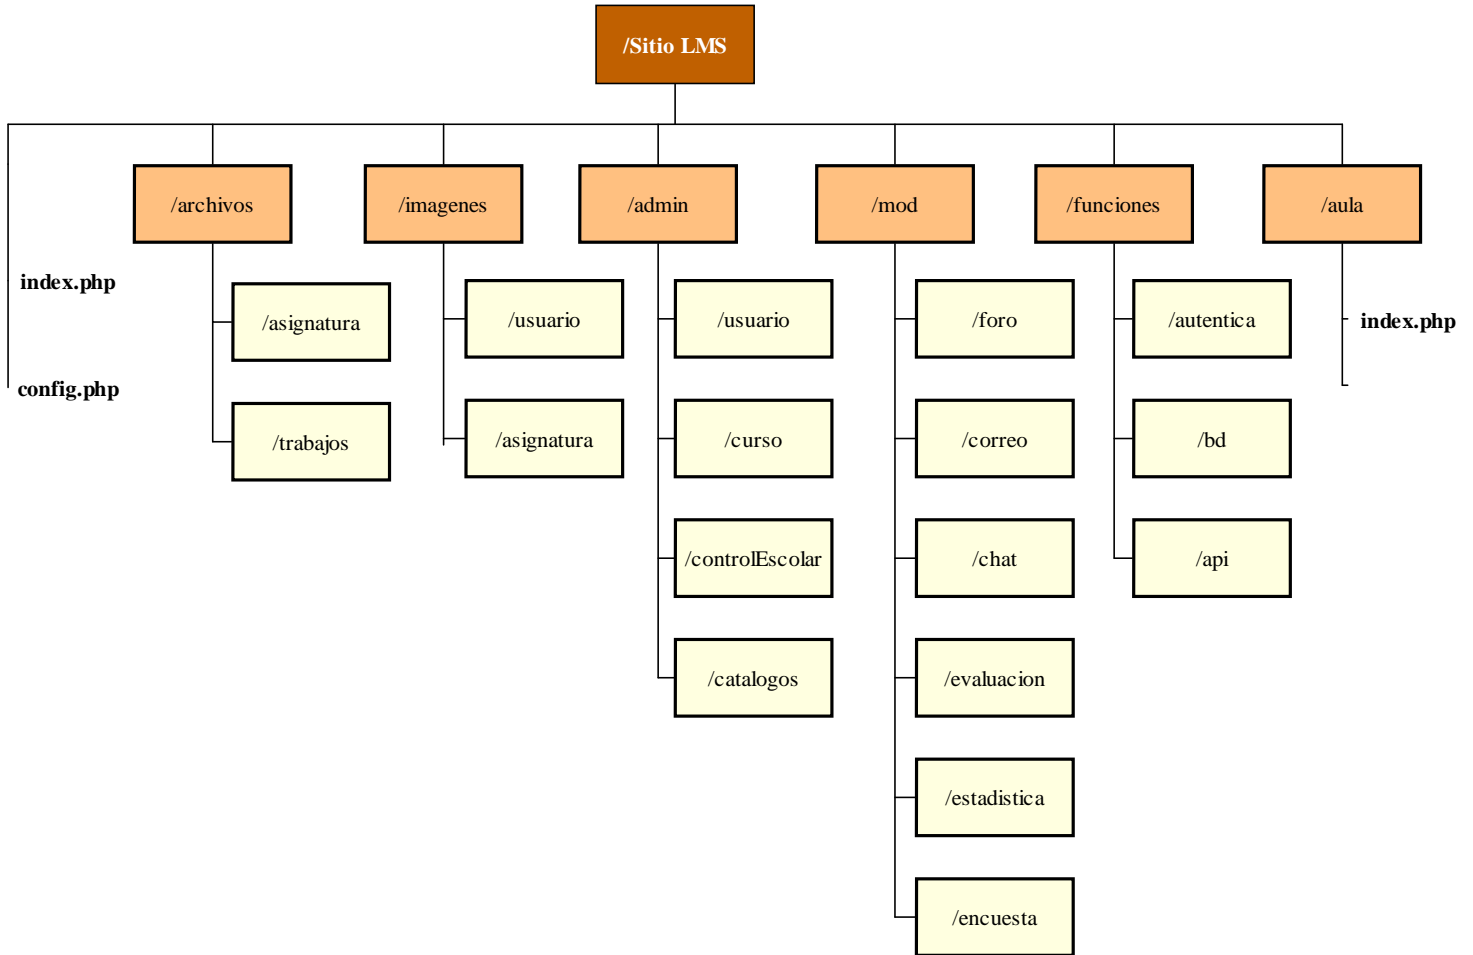 /Sitio LMS
/archivos
/imagenes
/admin
/mod
/funciones
/aula
index.php
config.php
/asignatura
/trabajos
/usuario
/asignatura
/usuario
/curso
/controlEscolar
/catalogos
/foro
/correo
/chat
/evaluacion
/estadistica
/encuesta
/autentica
/bd
/api
index.php